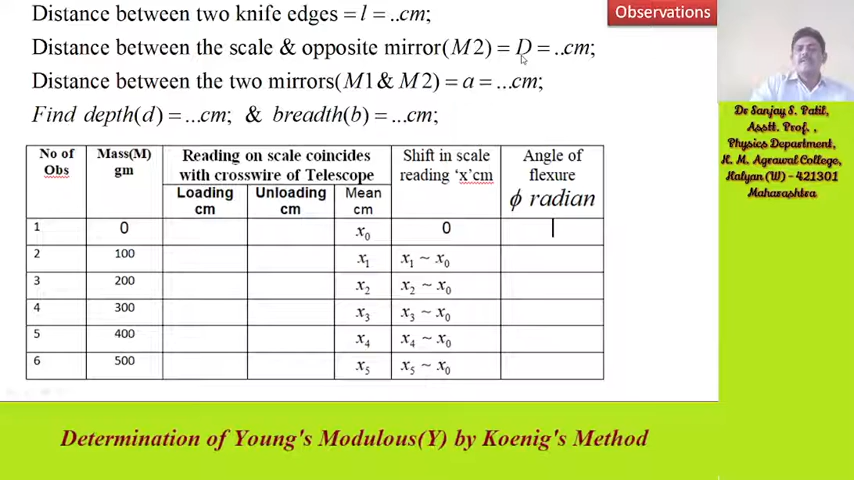 Observations
Distance between two knife edges = l = ..cm;
Distance between the scale & opposite mirror(M2) = D = ..cm;
Distance between the two mirrors(M1 & M2) = a = ...cm;
Find depth(d) = ...cm; & breadth(b) = ...cm;
Dr Sanjay S. Patil,
Asstt. Prof. ,
Physics Department,
K. M. Agrawal College,
Kalyan (W) – 421301
Maharashtra
No of Obs Mass(M) gm Reading on scale coincides with crosswire of Telescope Shift in scale reading 'x'cm Angle of flexure ϕ radian
Loading cm Unloading cm Mean cm
1 0 x₀ 0
2 100 x₁ x₁ ~ x₀
3 200 x₂ x₂ ~ x₀
4 300 x₃ x₃ ~ x₀
5 400 x₄ x₄ ~ x₀
6 500 x₅ x₅ ~ x₀
Determination of Young's Modulous(Y) by Koenig's Method